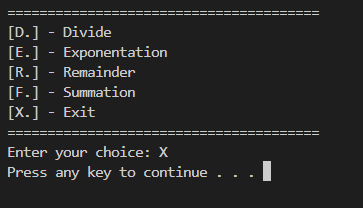 =======================================
[D.] - Divide
[E.] - Exponentation
[R.] - Remainder
[F.] - Summation
[X.] - Exit
=======================================
Enter your choice: X
Press any key to continue . . .